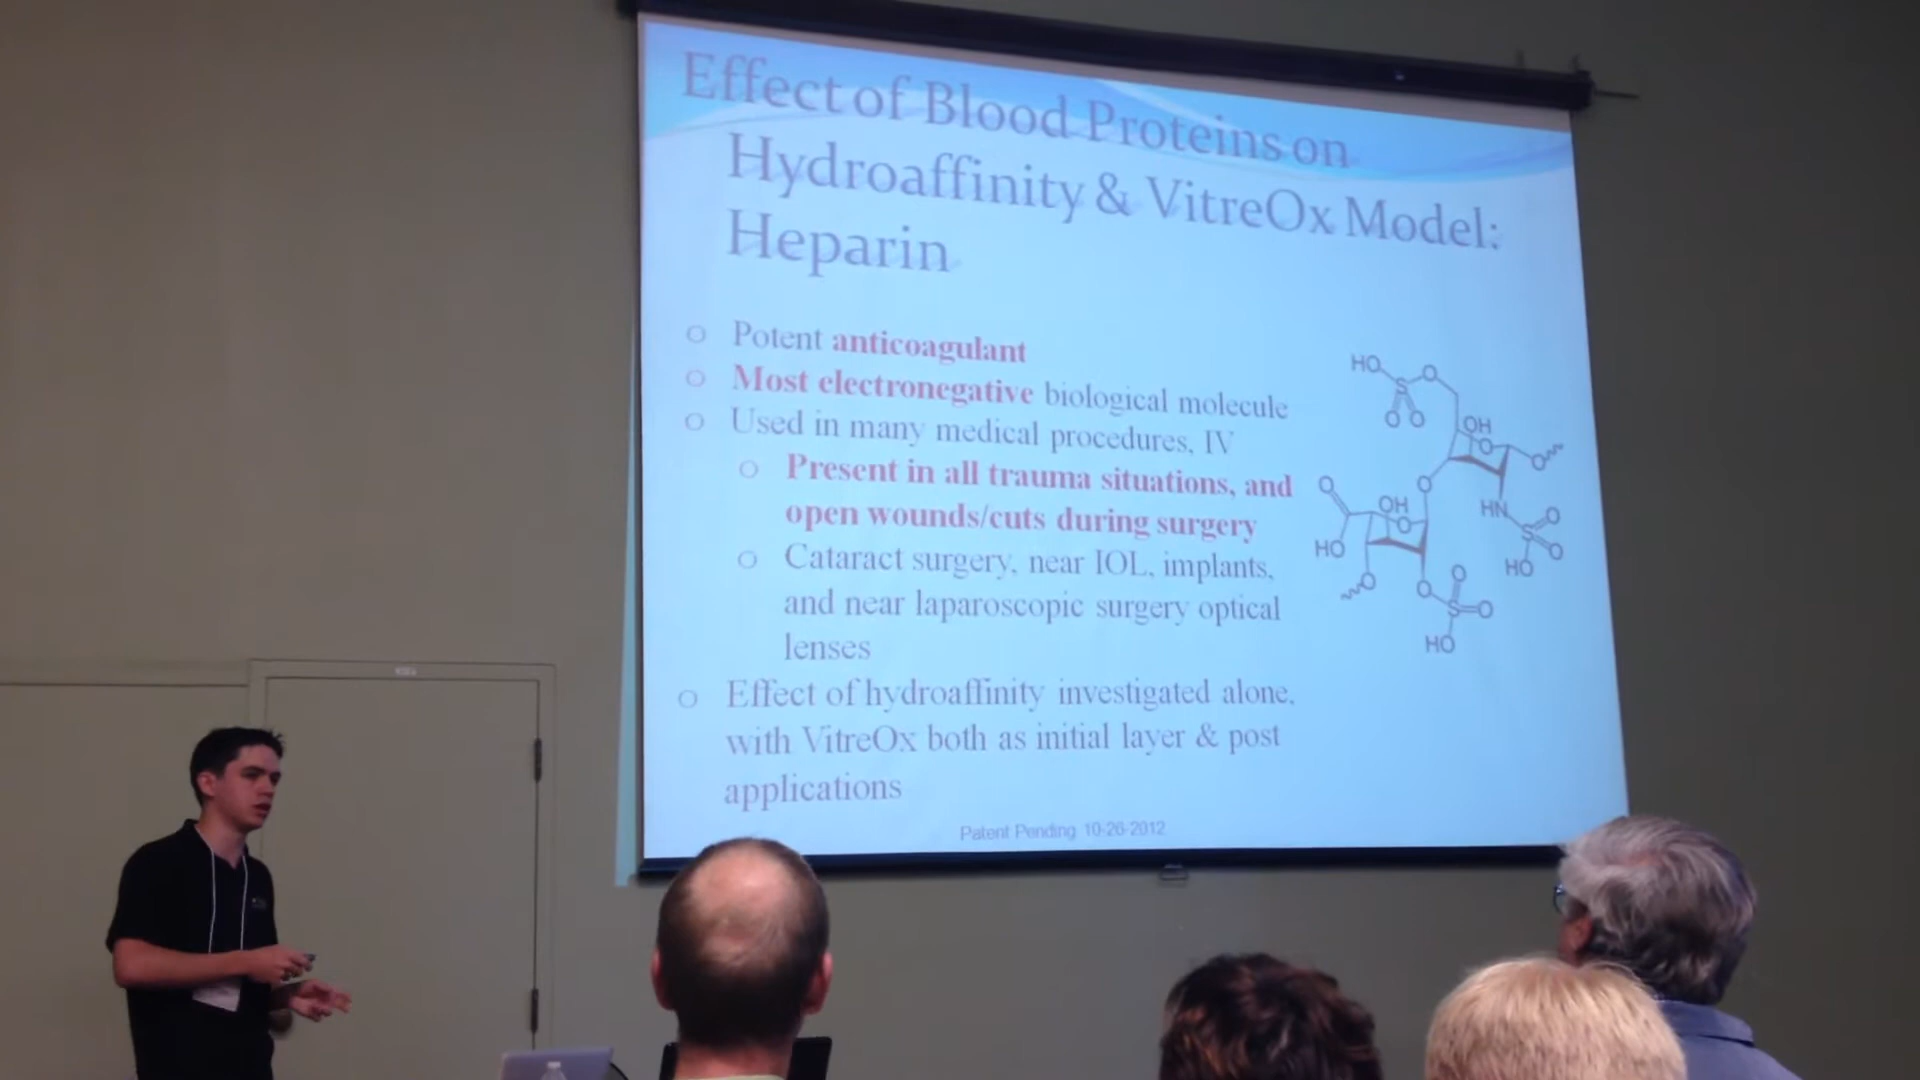 Effect of Blood Proteins on
Hydroaffinity & VitreOx Model:
Heparin
Potent anticoagulant
Most electronegative biological molecule
Used in many medical procedures, IV
Present in all trauma situations, and
open wounds/cuts during surgery
Cataract surgery, near IOL, implants,
and near laparoscopic surgery optical
lenses
Effect of hydroaffinity investigated alone,
with VitreOx both as initial layer & post
applications
HO
O
S
O O
OH
O
O
O
O
OH
O
HN
O
S
O
HO
HO
O
O
O
S
O
HO
Patent Pending 10-26-2012